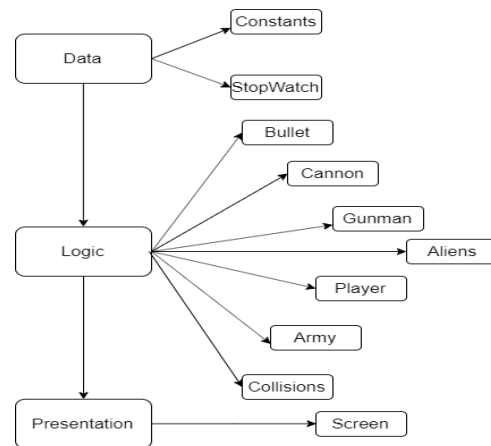 Constants
Data
StopWatch
Bullet
Cannon
Gunman
Logic
Aliens
Player
Army
Collisions
Presentation
Screen